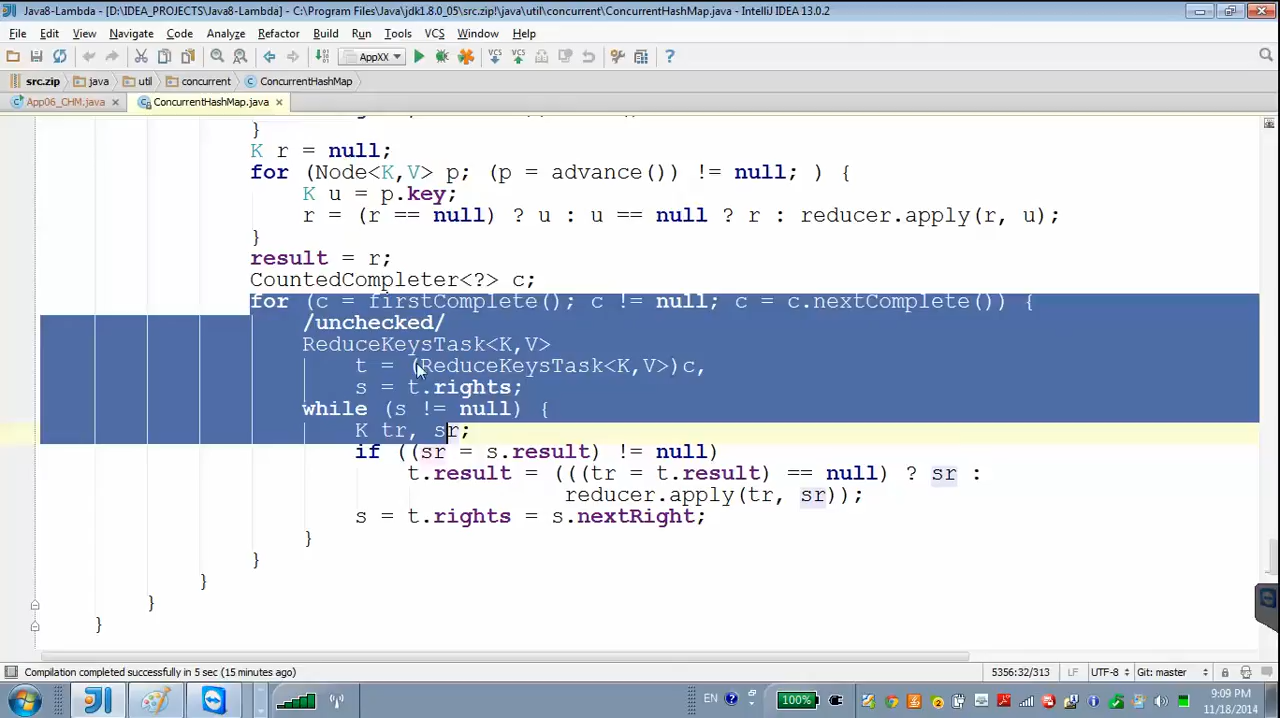 Java8-Lambda - [D:\IDEA_PROJECTS\Java8-Lambda] - C:\Program Files\Java\jdk1.8.0_05\src.zip!\java\util\concurrent\ConcurrentHashMap.java - IntelliJ IDEA 13.0.2
File Edit View Navigate Code Analyze Refactor Build Run Tools VCS Window Help
AppXX
src.zip java util concurrent ConcurrentHashMap
App06_CHM.java ConcurrentHashMap.java
}
K r = null;
for (Node<K,V> p; (p = advance()) != null; ) {
K u = p.key;
r = (r == null) ? u : u == null ? r : reducer.apply(r, u);
}
result = r;
CountedCompleter<?> c;
for (c = firstComplete(); c != null; c = c.nextComplete()) {
/unchecked/
ReduceKeysTask<K,V>
t = (ReduceKeysTask<K,V>)c,
s = t.rights;
while (s != null) {
K tr, sr;
if ((sr = s.result) != null)
t.result = (((tr = t.result) == null) ? sr :
reducer.apply(tr, sr));
s = t.rights = s.nextRight;
}
}
}
}
}
Compilation completed successfully in 5 sec (15 minutes ago) 5356:32/313 LF UTF-8 Git: master
EN 100% 9:09 PM
11/18/2014